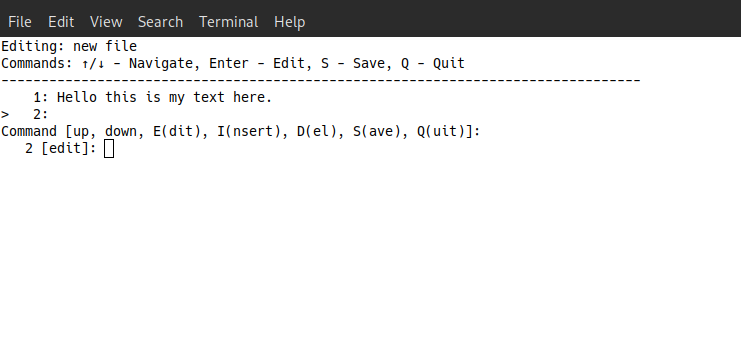 File Edit View Search Terminal Help
Editing: new file
Commands: ↑/↓ - Navigate, Enter - Edit, S - Save, Q - Quit
--------------------------------------------------------------------------------
    1: Hello this is my text here.
>   2:
Command [up, down, E(dit), I(nsert), D(el), S(ave), Q(uit)]:
   2 [edit]: